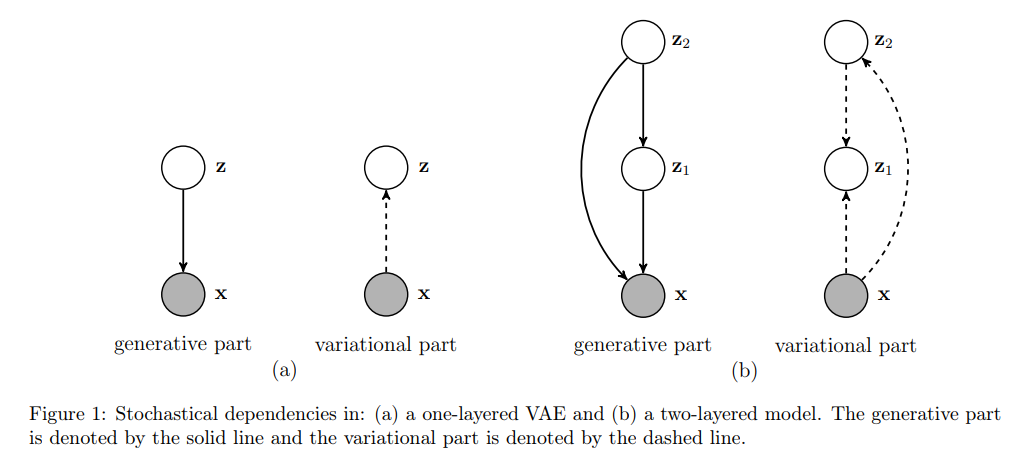 z
z
x
x
generative part
variational part
(a)
z₂
z₂
z₁
z₁
x
x
generative part
variational part
(b)
Figure 1: Stochastical dependencies in: (a) a one-layered VAE and (b) a two-layered model. The generative part
is denoted by the solid line and the variational part is denoted by the dashed line.